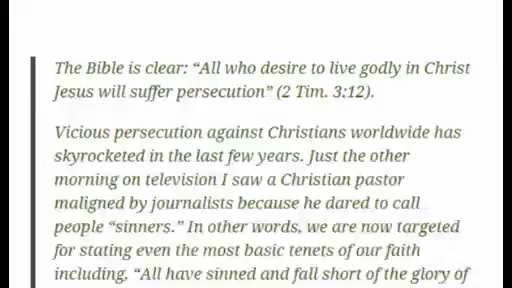 The Bible is clear: “All who desire to live godly in Christ
Jesus will suffer persecution” (2 Tim. 3:12).
Vicious persecution against Christians worldwide has
skyrocketed in the last few years. Just the other
morning on television I saw a Christian pastor
maligned by journalists because he dared to call
people “sinners.” In other words, we are now targeted
for stating even the most basic tenets of our faith
including, “All have sinned and fall short of the glory of